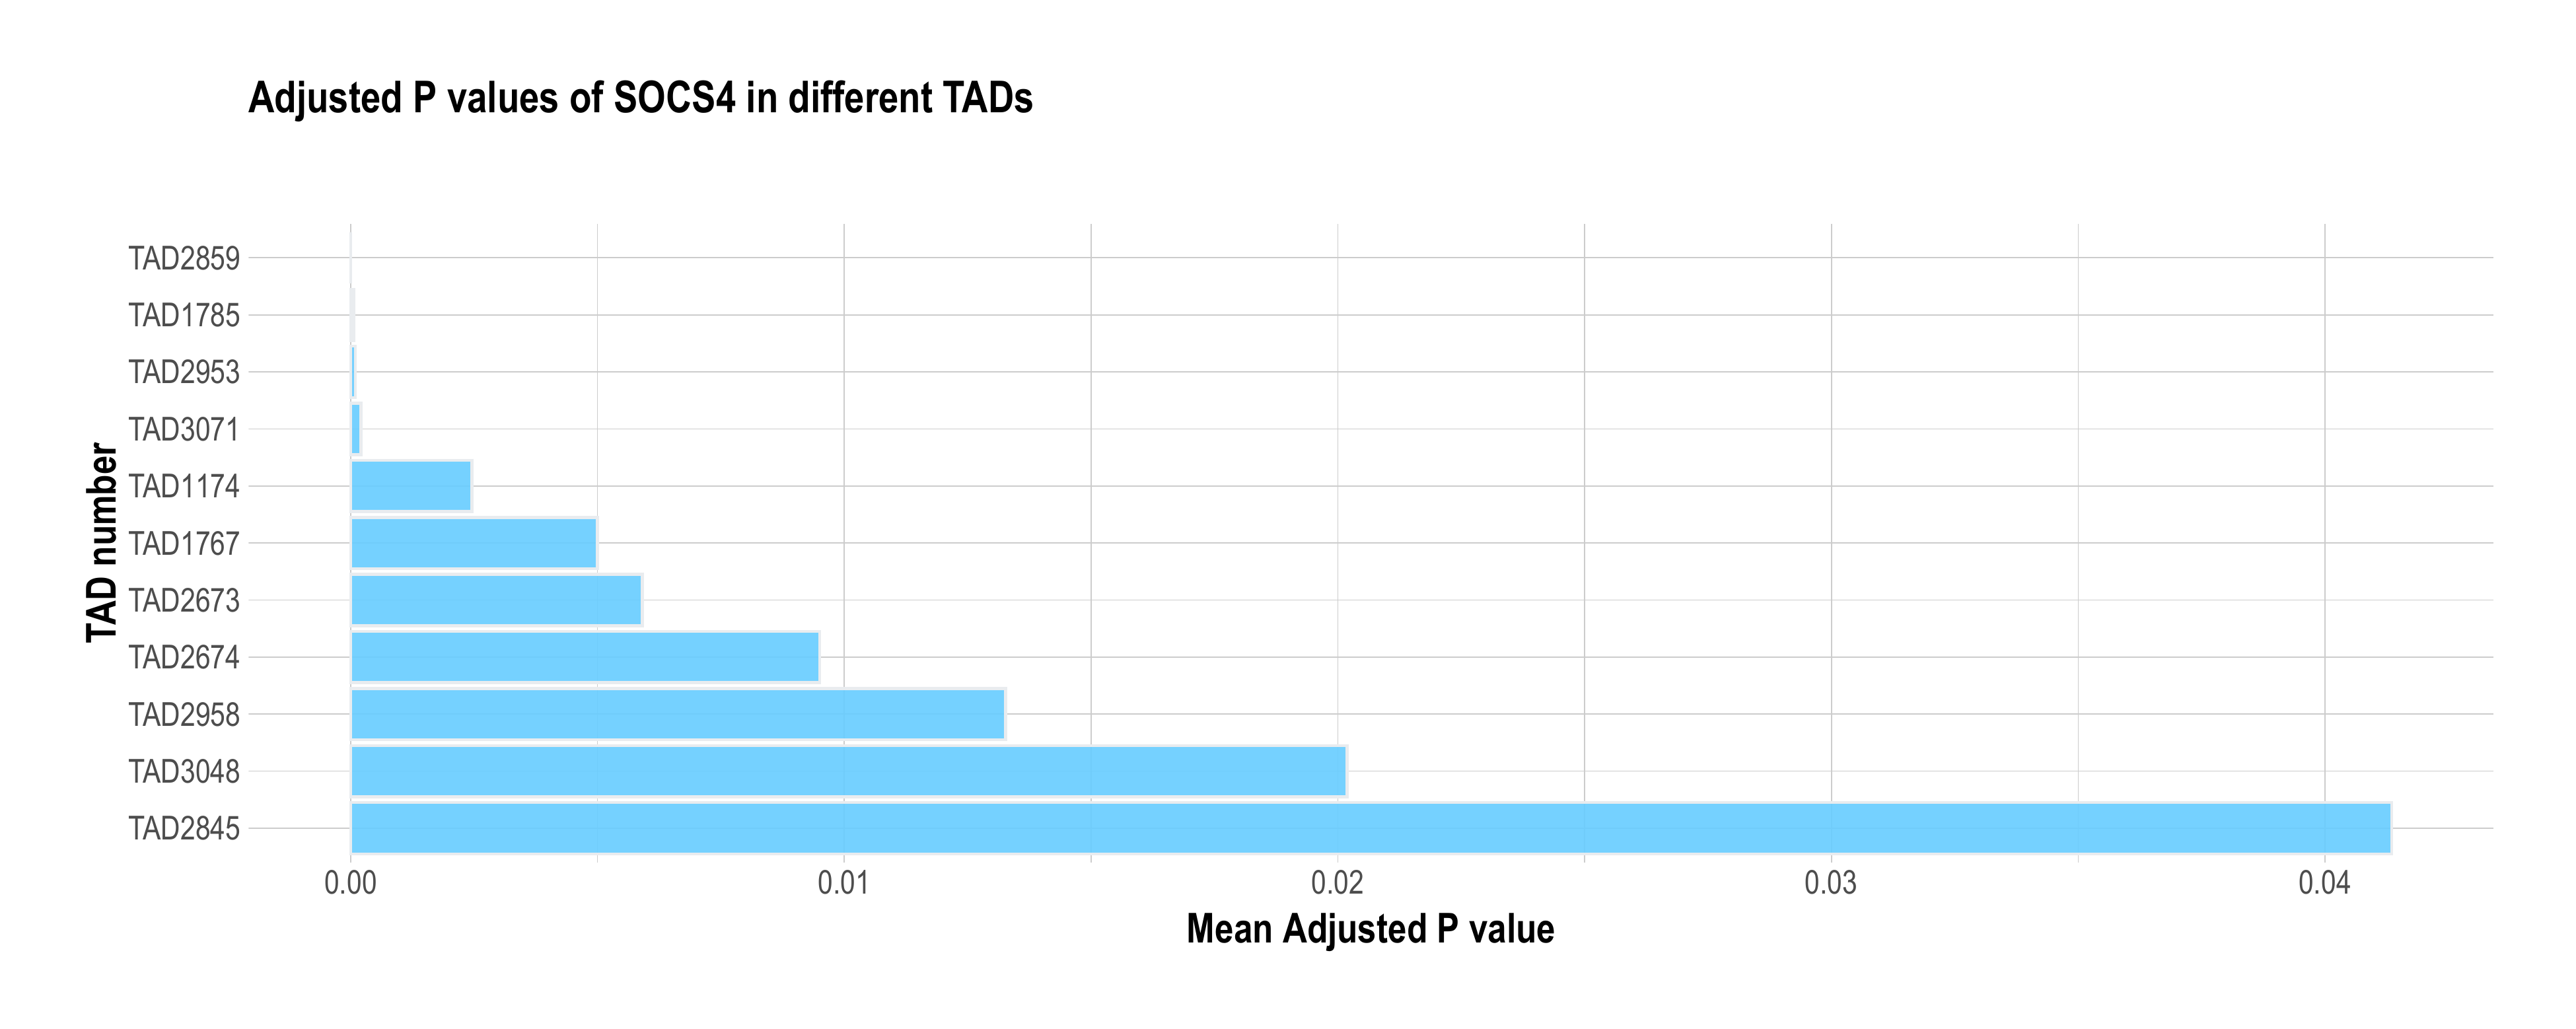 Adjusted P values of SOCS4 in different TADs
TAD number
TAD2859
TAD1785
TAD2953
TAD3071
TAD1174
TAD1767
TAD2673
TAD2674
TAD2958
TAD3048
TAD2845
0.00 0.01 0.02 0.03 0.04
Mean Adjusted P value